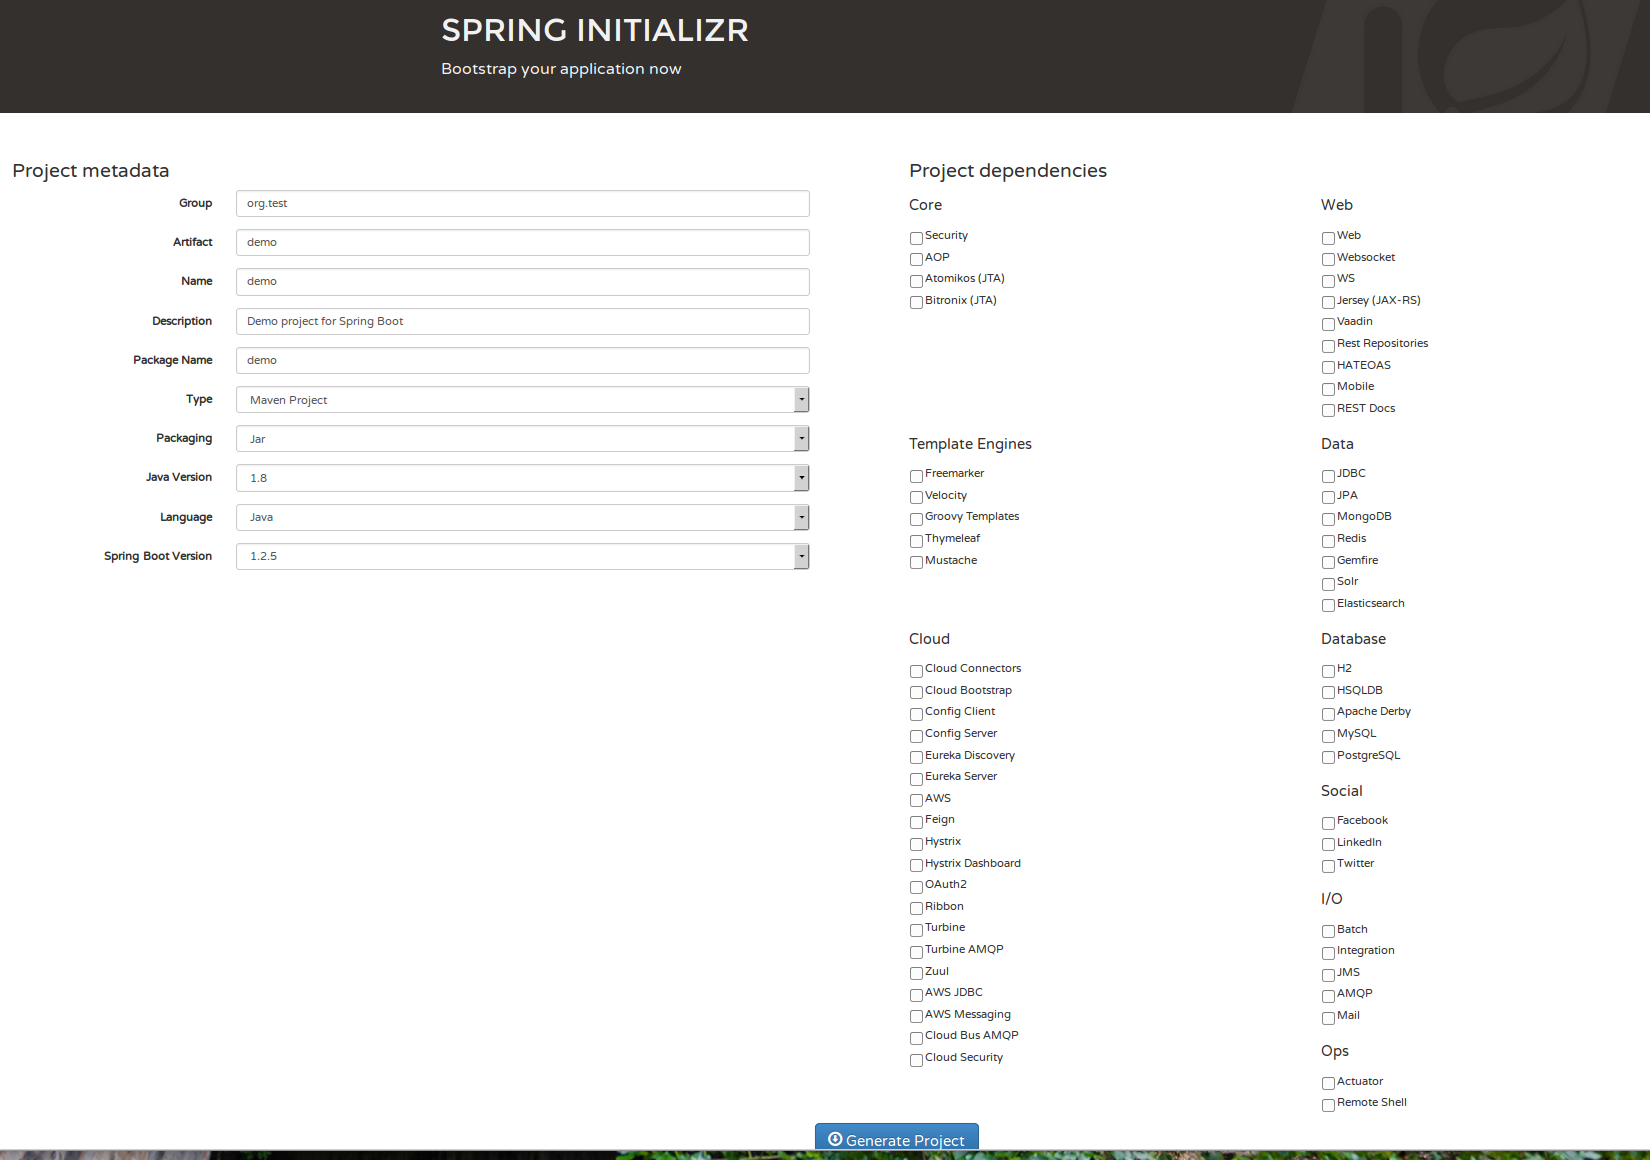 SPRING INITIALIZR
Bootstrap your application now
Project metadata
Group org.test
Artifact demo
Name demo
Description Demo project for Spring Boot
Package Name demo
Type Maven Project
Packaging Jar
Java Version 1.8
Language Java
Spring Boot Version 1.2.5
Project dependencies
Core
Security
AOP
Atomikos (JTA)
Bitronix (JTA)
Web
Web
Websocket
WS
Jersey (JAX-RS)
Vaadin
Rest Repositories
HATEOAS
Mobile
REST Docs
Template Engines
Freemarker
Velocity
Groovy Templates
Thymeleaf
Mustache
Data
JDBC
JPA
MongoDB
Redis
Gemfire
Solr
Elasticsearch
Cloud
Cloud Connectors
Cloud Bootstrap
Config Client
Config Server
Eureka Discovery
Eureka Server
AWS
Feign
Hystrix
Hystrix Dashboard
OAuth2
Ribbon
Turbine
Turbine AMQP
Zuul
AWS JDBC
AWS Messaging
Cloud Bus AMQP
Cloud Security
Database
H2
HSQLDB
Apache Derby
MySQL
PostgreSQL
Social
Facebook
LinkedIn
Twitter
I/O
Batch
Integration
JMS
AMQP
Mail
Ops
Actuator
Remote Shell
Generate Project